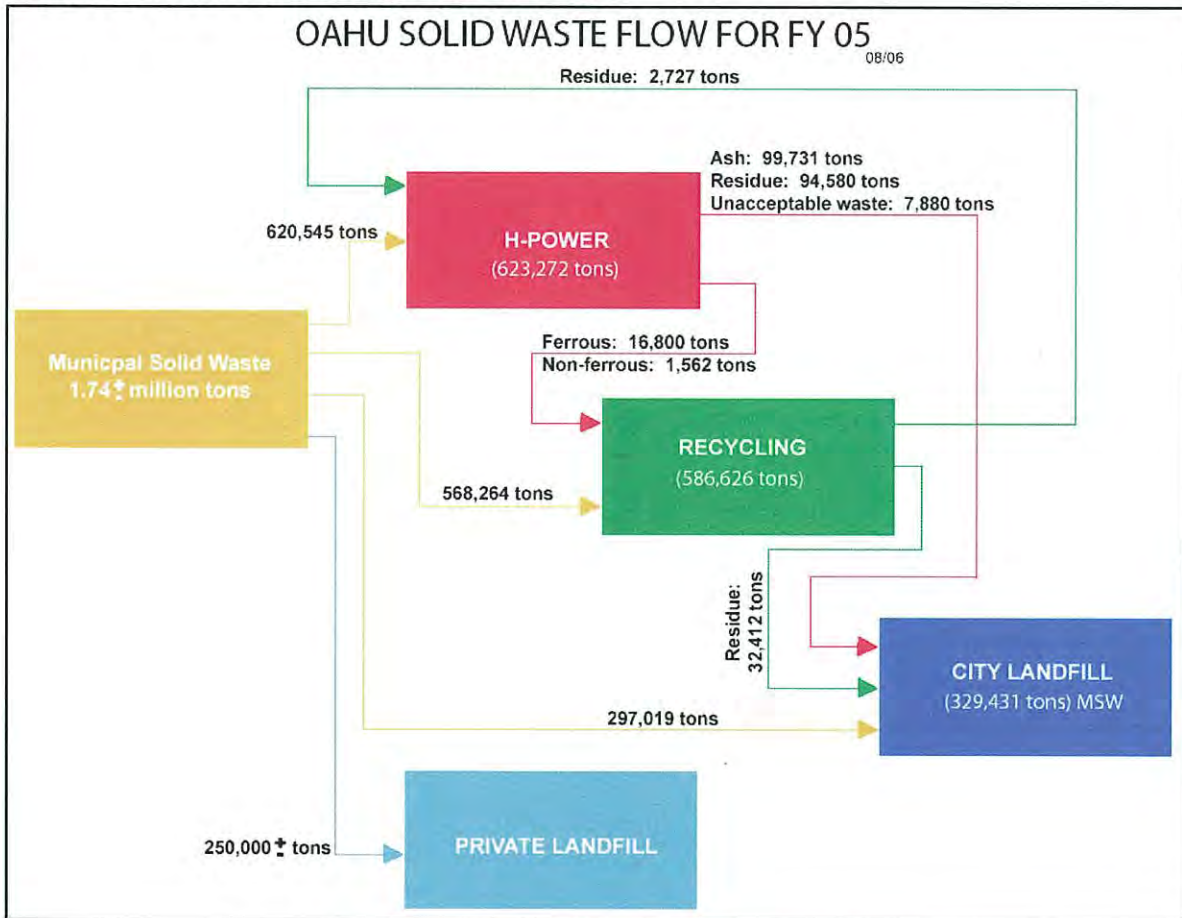 OAHU SOLID WASTE FLOW FOR FY 05
08/06
Residue: 2,727 tons
Ash: 99,731 tons
Residue: 94,580 tons
Unacceptable waste: 7,880 tons
620,545 tons
H-POWER
(623,272 tons)
Ferrous: 16,800 tons
Non-ferrous: 1,562 tons
Municpal Solid Waste
1.74± million tons
RECYCLING
(586,626 tons)
568,264 tons
Residue:
32,412 tons
CITY LANDFILL
(329,431 tons) MSW
297,019 tons
250,000± tons
PRIVATE LANDFILL